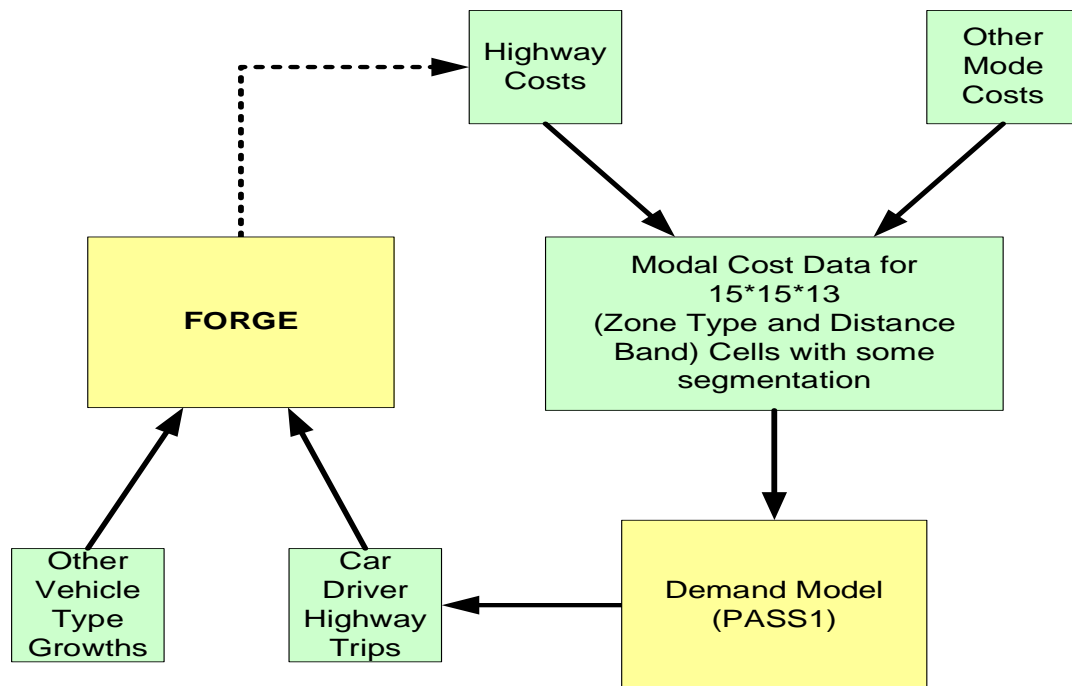 Highway
Costs
Other
Mode
Costs
FORGE
Modal Cost Data for
15*15*13
(Zone Type and Distance
Band) Cells with some
segmentation
Other
Vehicle
Type
Growths
Car
Driver
Highway
Trips
Demand Model
(PASS1)